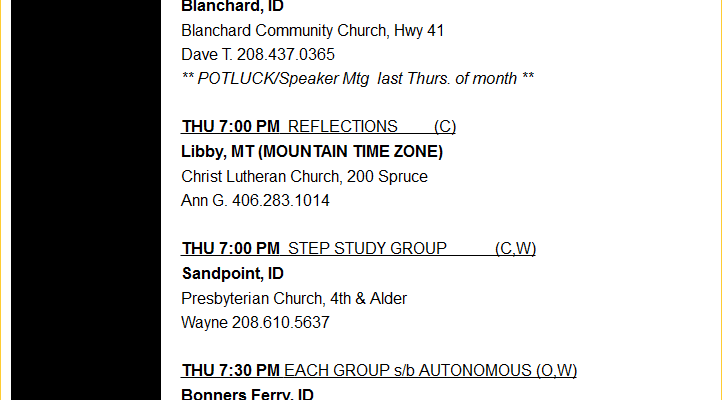 Blanchard, ID
Blanchard Community Church, Hwy 41
Dave T. 208.437.0365
** POTLUCK/Speaker Mtg last Thurs. of month **
THU 7:00 PM REFLECTIONS (C)
Libby, MT (MOUNTAIN TIME ZONE)
Christ Lutheran Church, 200 Spruce
Ann G. 406.283.1014
THU 7:00 PM STEP STUDY GROUP (C,W)
Sandpoint, ID
Presbyterian Church, 4th & Alder
Wayne 208.610.5637
THU 7:30 PM EACH GROUP s/b AUTONOMOUS (O,W)
Bonners Ferry, ID